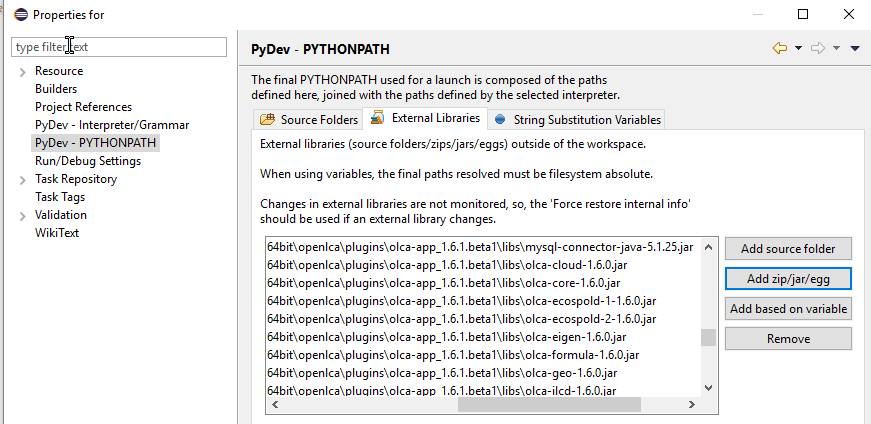 Properties for
type filter text
Resource
Builders
Project References
PyDev - Interpreter/Grammar
PyDev - PYTHONPATH
Run/Debug Settings
Task Repository
Task Tags
Validation
WikiText
PyDev - PYTHONPATH
The final PYTHONPATH used for a launch is composed of the paths
defined here, joined with the paths defined by the selected interpreter.
Source Folders External Libraries String Substitution Variables
External libraries (source folders/zips/jars/eggs) outside of the workspace.
When using variables, the final paths resolved must be filesystem absolute.
Changes in external libraries are not monitored, so, the 'Force restore internal info'
should be used if an external library changes.
64bit\openlca\plugins\olca-app_1.6.1.beta1\libs\mysql-connector-java-5.1.25.jar
64bit\openlca\plugins\olca-app_1.6.1.beta1\libs\olca-cloud-1.6.0.jar
64bit\openlca\plugins\olca-app_1.6.1.beta1\libs\olca-core-1.6.0.jar
64bit\openlca\plugins\olca-app_1.6.1.beta1\libs\olca-ecospold-1-1.6.0.jar
64bit\openlca\plugins\olca-app_1.6.1.beta1\libs\olca-ecospold-2-1.6.0.jar
64bit\openlca\plugins\olca-app_1.6.1.beta1\libs\olca-eigen-1.6.0.jar
64bit\openlca\plugins\olca-app_1.6.1.beta1\libs\olca-formula-1.6.0.jar
64bit\openlca\plugins\olca-app_1.6.1.beta1\libs\olca-geo-1.6.0.jar
64bit\openlca\plugins\olca-app_1.6.1.beta1\libs\olca-ilcd-1.6.0.jar
Add source folder
Add zip/jar/egg
Add based on variable
Remove